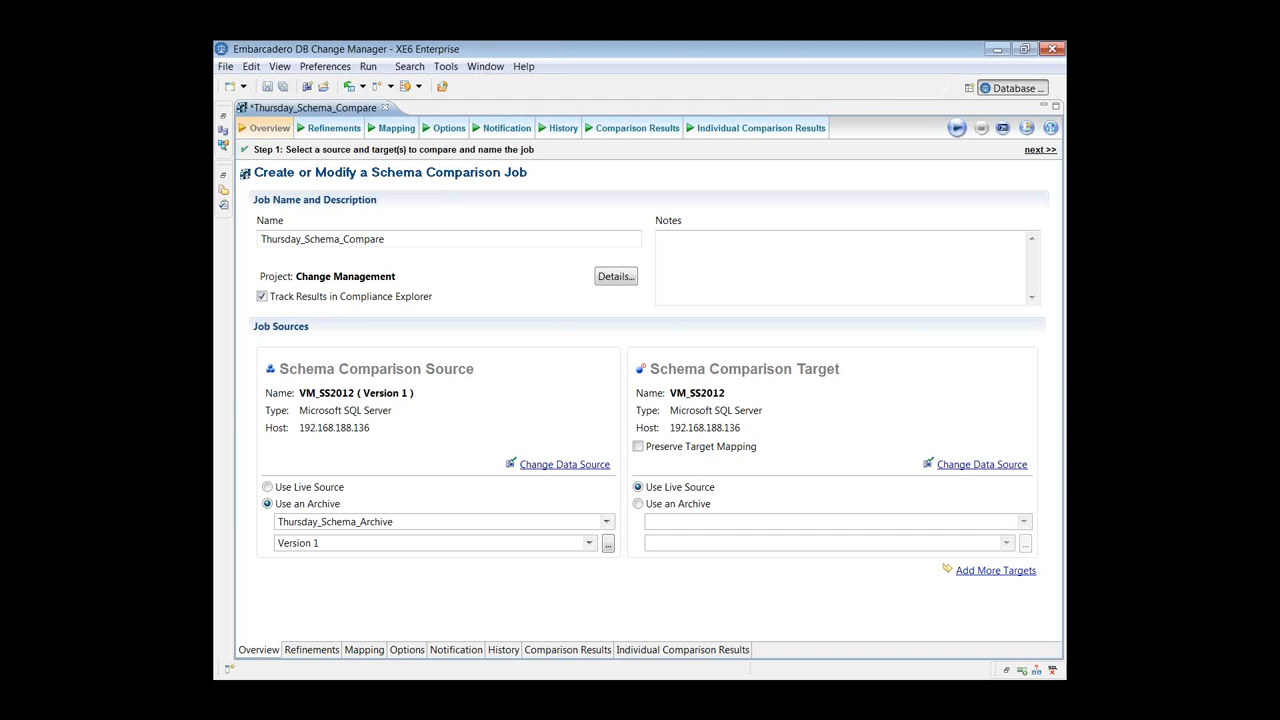 Embarcadero DB Change Manager - XE6 Enterprise
File Edit View Preferences Run Search Tools Window Help
Database ...
*Thursday_Schema_Compare
Overview Refinements Mapping Options Notification History Comparison Results Individual Comparison Results
Step 1: Select a source and target(s) to compare and name the job
next >>
Create or Modify a Schema Comparison Job
Job Name and Description
Name
Notes
Thursday_Schema_Compare
Project: Change Management
Details...
Track Results in Compliance Explorer
Job Sources
Schema Comparison Source
Name: VM_SS2012 ( Version 1 )
Type: Microsoft SQL Server
Host: 192.168.188.136
Change Data Source
Use Live Source
Use an Archive
Thursday_Schema_Archive
Version 1
...
Schema Comparison Target
Name: VM_SS2012
Type: Microsoft SQL Server
Host: 192.168.188.136
Preserve Target Mapping
Change Data Source
Use Live Source
Use an Archive
...
Add More Targets
Overview Refinements Mapping Options Notification History Comparison Results Individual Comparison Results
SQL